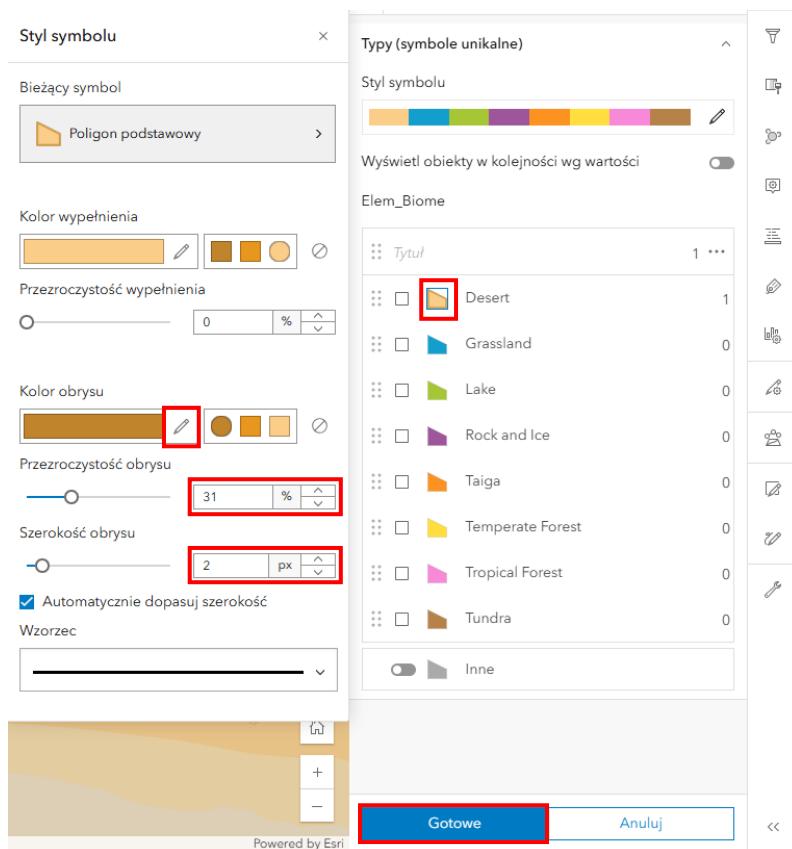 Styl symbolu
Bieżący symbol
Poligon podstawowy
Kolor wypełnienia
Przezroczystość wypełnienia
0 %
Kolor obrysu
Przezroczystość obrysu
31 %
Szerokość obrysu
2 px
Automatycznie dopasuj szerokość
Wzorzec
Powered by Esri
Typy (symbole unikalne)
Styl symbolu
Wyświetl obiekty w kolejności wg wartości
Elem_Biome
Tytuł 1
Desert 1
Grassland 0
Lake 0
Rock and Ice 0
Taiga 0
Temperate Forest 0
Tropical Forest 0
Tundra 0
Inne
Gotowe Anuluj